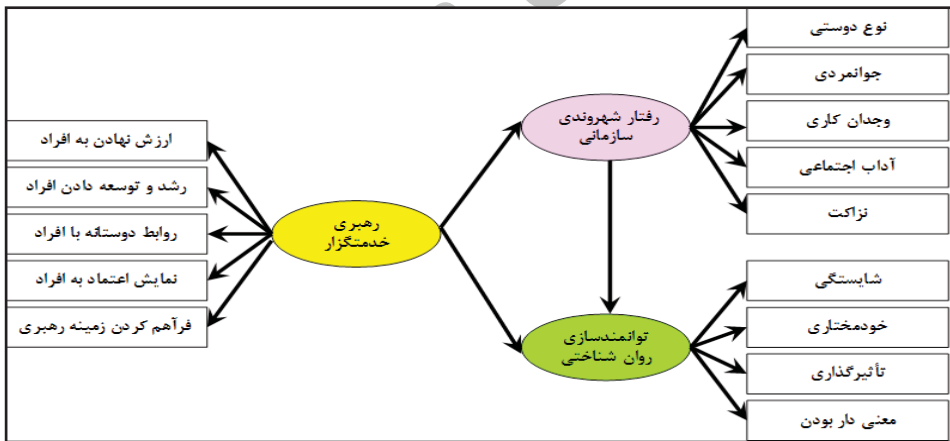 نوع دوستی
جوانمردی
وجدان کاری
آداب اجتماعی
نزاکت
رفتار شهروندی
سازمانی
ارزش نهادن به افراد
رشد و توسعه دادن افراد
روابط دوستانه با افراد
نمایش اعتماد به افراد
فرآهم کردن زمینه رهبری
رهبری
خدمتگزار
توانمندسازی
روان شناختی
شایستگی
خودمختاری
تأثیرگذاری
معنی دار بودن